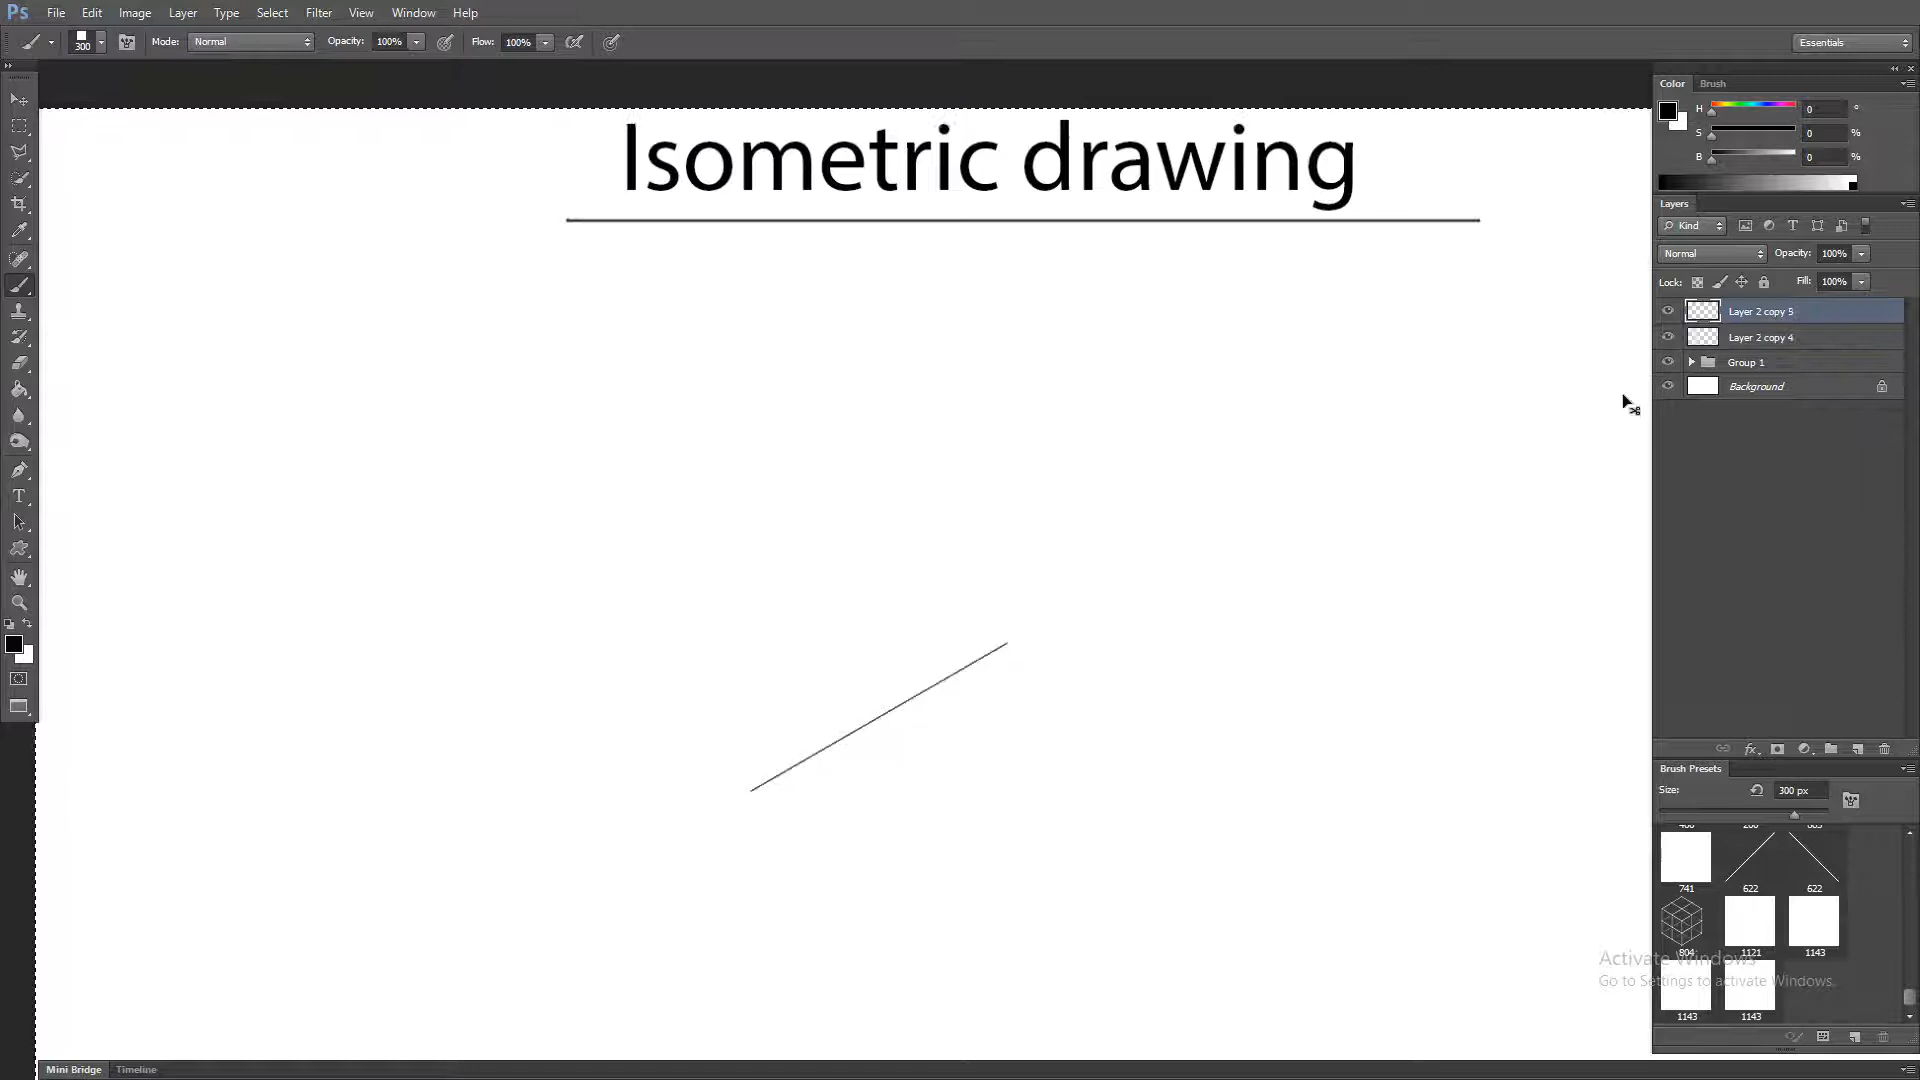 Ps File Edit Image Layer Type Select Filter View Window Help
300 Mode: Normal Opacity: 100% Flow: 100% Essentials
Color Brush
H 0 °
S 0 %
B 0 %
Isometric drawing
Layers
Kind T
Normal Opacity: 100%
Lock: Fill: 100%
Layer 2 copy 5
Layer 2 copy 4
Group 1
Background
fx
Brush Presets
Size: 300 px
741 622 622
804 1121 1143
Activate Windows
Go to Settings to activate Windows.
1143 1143
Mini Bridge Timeline